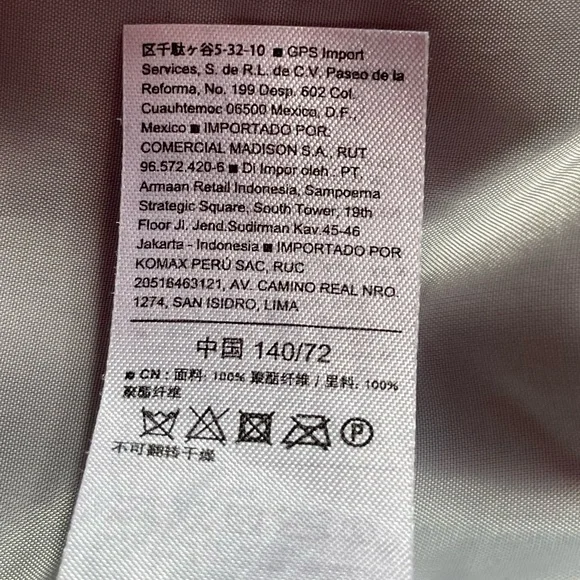 区千駄ヶ谷5-32-10 ■ GPS Import
Services, S. de R.L. de C.V. Paseo de la
Reforma, No. 199 Desp. 602 Col.
Cuauhtemoc 06500 Mexico, D.F.,
Mexico ■ IMPORTADO POR:
COMERCIAL MADISON S.A., RUT
96.572.420-6 ■ Di Impor oleh : PT,
Armaan Retail Indonesia, Sampoerna
Strategic Square, South Tower, 19th
Floor Jl. Jend.Sudirman Kav.45-46
Jakarta - Indonesia ■ IMPORTADO POR
KOMAX PERÚ SAC, RUC
20516463121, AV. CAMINO REAL NRO.
1274, SAN ISIDRO, LIMA
中国 140/72
■ CN : 面料: 100% 聚酯纤维 / 里料: 100%
聚酯纤维
P
不可翻转干燥